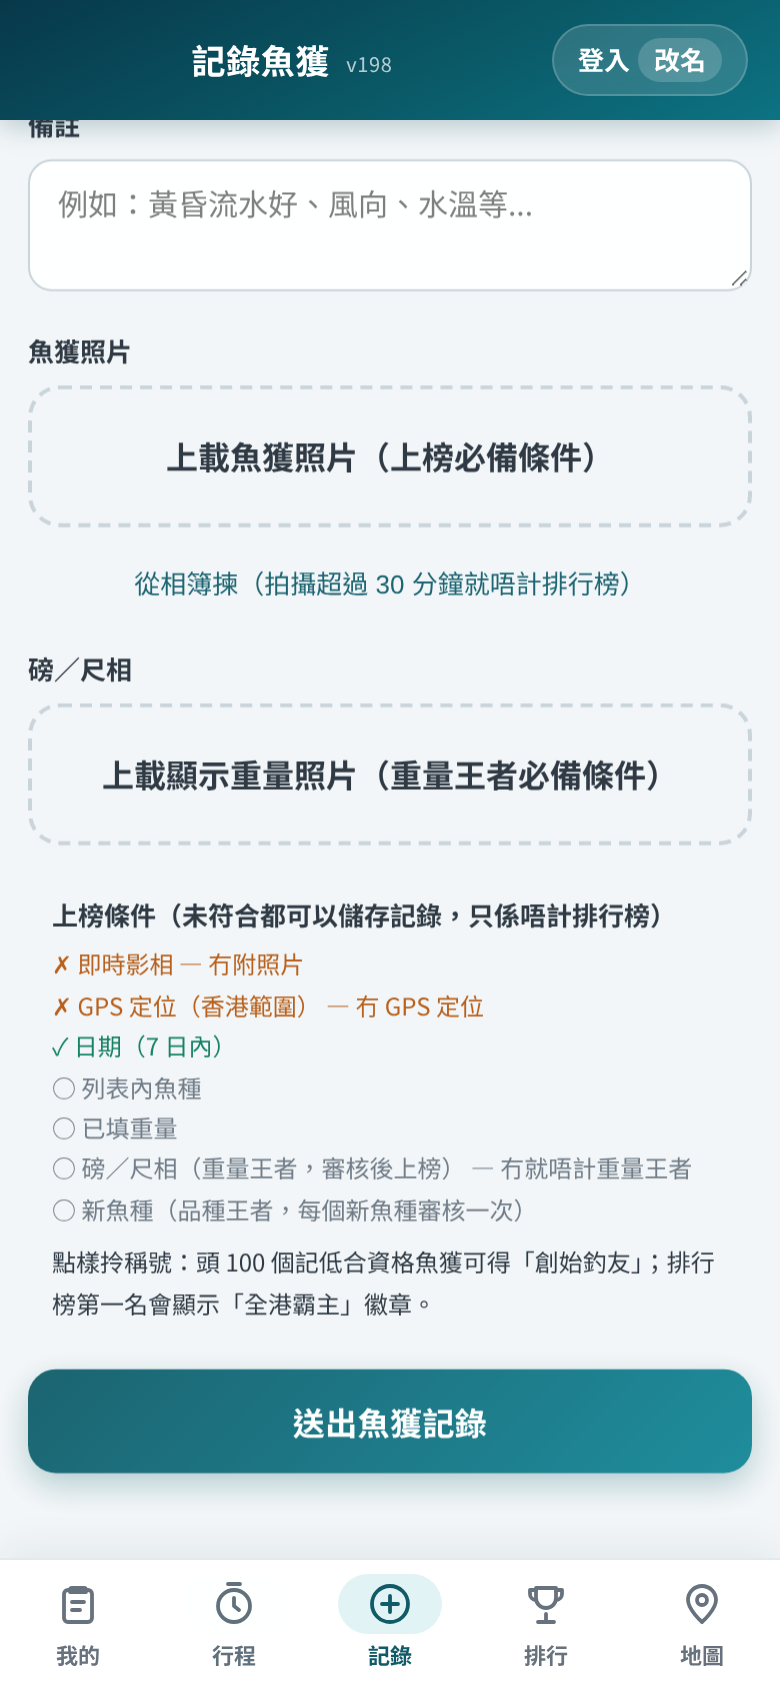 記錄魚獲 v198
登入 改名
備註
例如：黃昏流水好、風向、水溫等...
魚獲照片
上載魚獲照片（上榜必備條件）
從相簿揀（拍攝超過 30 分鐘就唔計排行榜）
磅／尺相
上載顯示重量照片（重量王者必備條件）
上榜條件（未符合都可以儲存記錄，只係唔計排行榜）
✗ 即時影相 — 冇附照片
✗ GPS 定位（香港範圍） — 冇 GPS 定位
✓ 日期（7 日內）
○ 列表內魚種
○ 已填重量
○ 磅／尺相（重量王者，審核後上榜） — 冇就唔計重量王者
○ 新魚種（品種王者，每個新魚種審核一次）
點樣拎稱號：頭 100 個記低合資格魚獲可得「創始釣友」；排行
榜第一名會顯示「全港霸主」徽章。
送出魚獲記錄
我的
行程
記錄
排行
地圖